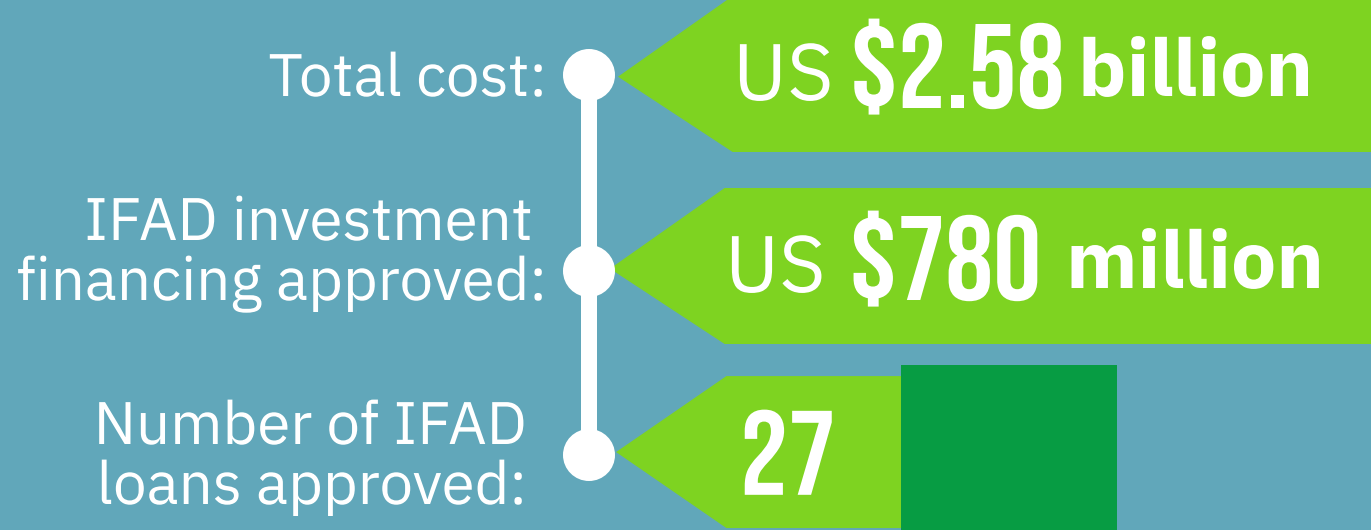 Total cost: US $2.58 billion
IFAD investment
financing approved: US $780 million
Number of IFAD
loans approved: 27